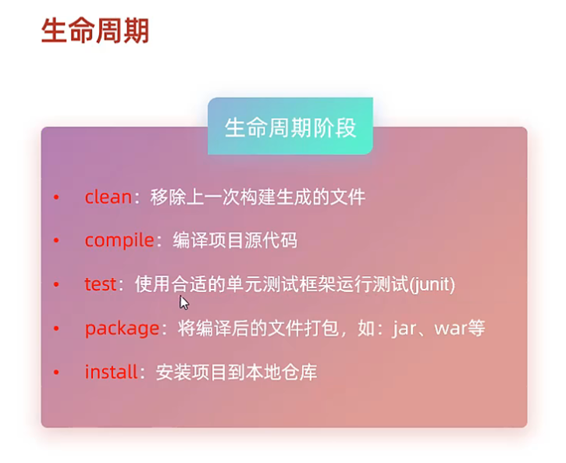 生命周期
生命周期阶段
• clean：移除上一次构建生成的文件
• compile：编译项目源代码
• test：使用合适的单元测试框架运行测试(junit)
• package：将编译后的文件打包，如：jar、war等
• install：安装项目到本地仓库